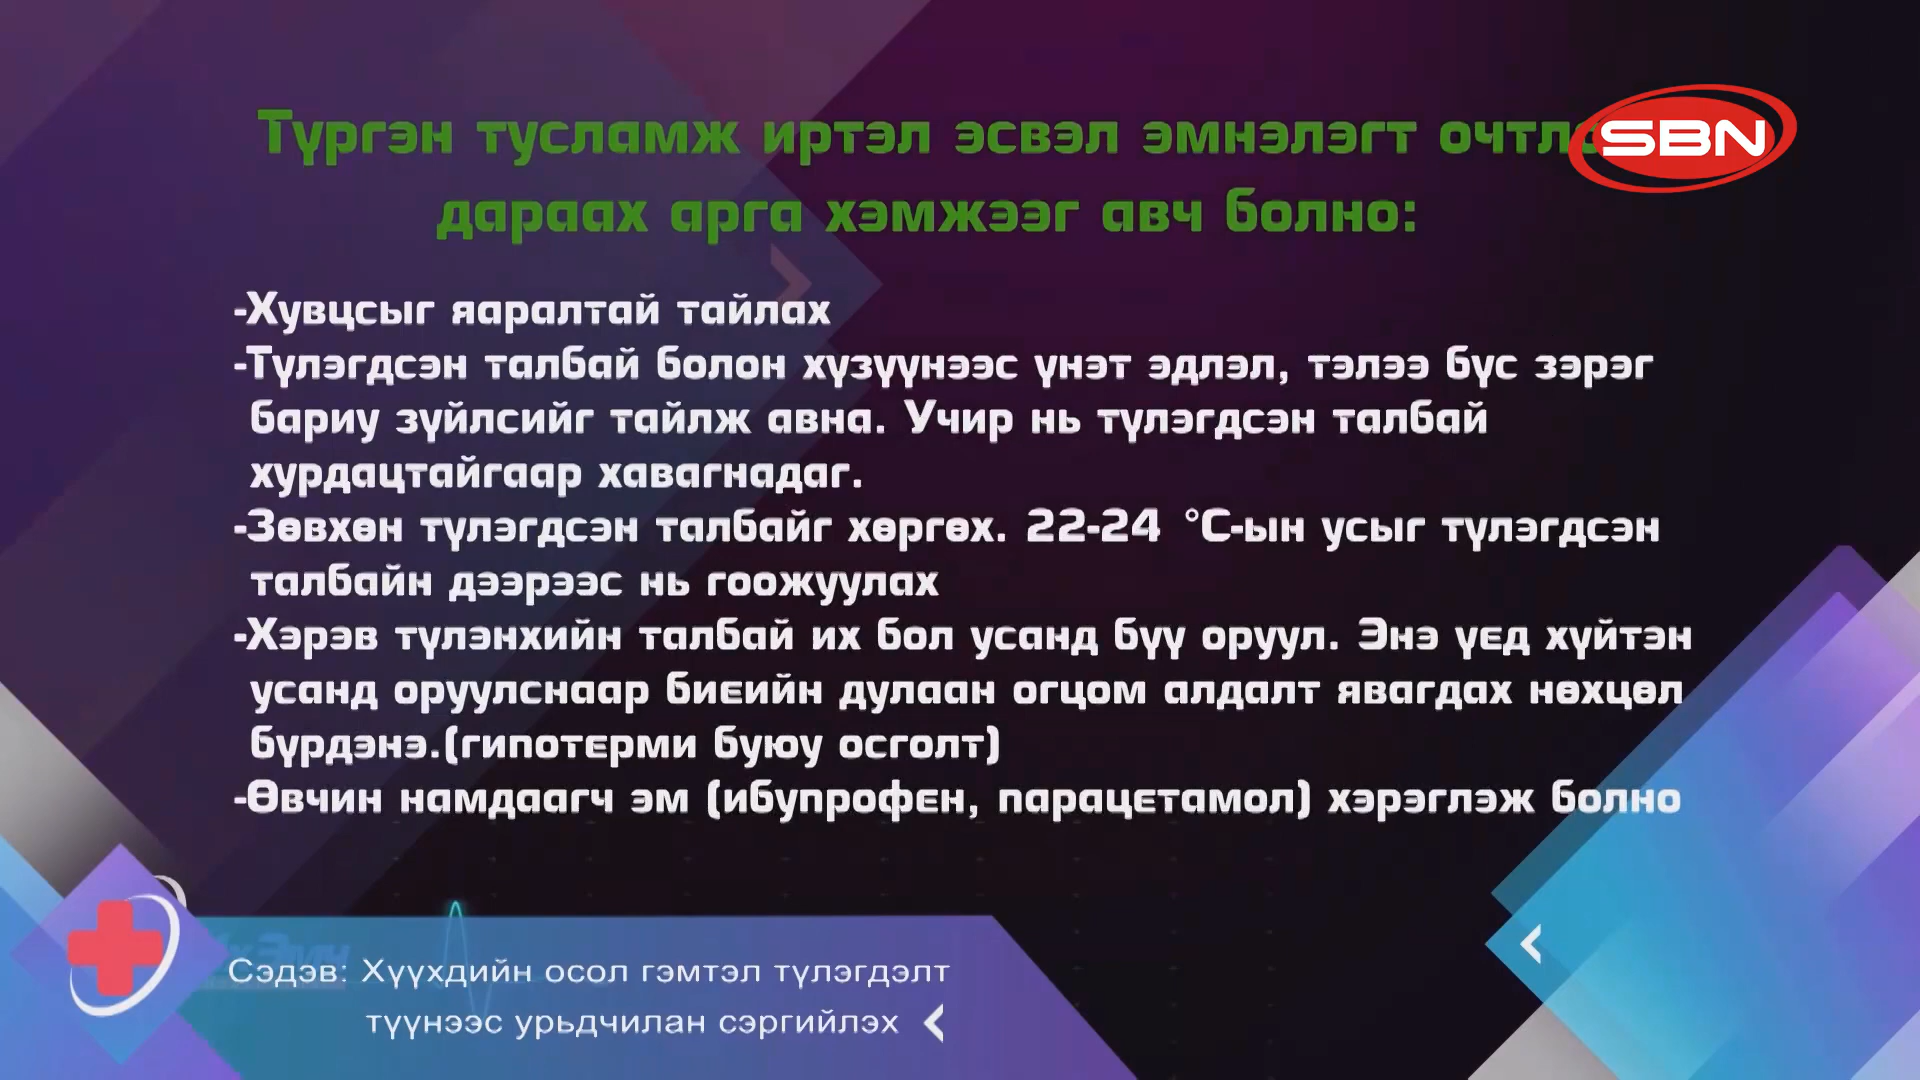 Түргэн тусламж иртэл эсвэл эмнэлэгт
SBN
дараах арга хэмжээг авч болно:
-Хувцсыг яаралтай тайлах
-Түлэгдсэн талбай болон хүзүүнээс үнэт эдлэл, тэлээ бүс зэрэг
бариу зүйлсийг тайлж авна. Учир нь түлэгдсэн талбай
хурдацтайгаар хавагнадаг.
-Зөвхөн түлэгдсэн талбайг хөргөх. 22-24 °C-ын усыг түлэгдсэн
талбайн дээрээс нь гоожуулах
-Хэрэв түлэнхийн талбай их бол усанд бүү оруул. Энэ үед хүйтэн
усанд оруулснаар биеийн дулаан огцом алдалт явагдах нөхцөл
бүрдэнэ.(гипотерми буюу осголт)
-Өвчин намдаагч эм (ибупрофен, парацетамол) хэрэглэж болно
Сэдэв: Хүүхдийн осол гэмтэл түлэгдэлт
түүнээс урьдчилан сэргийлэх